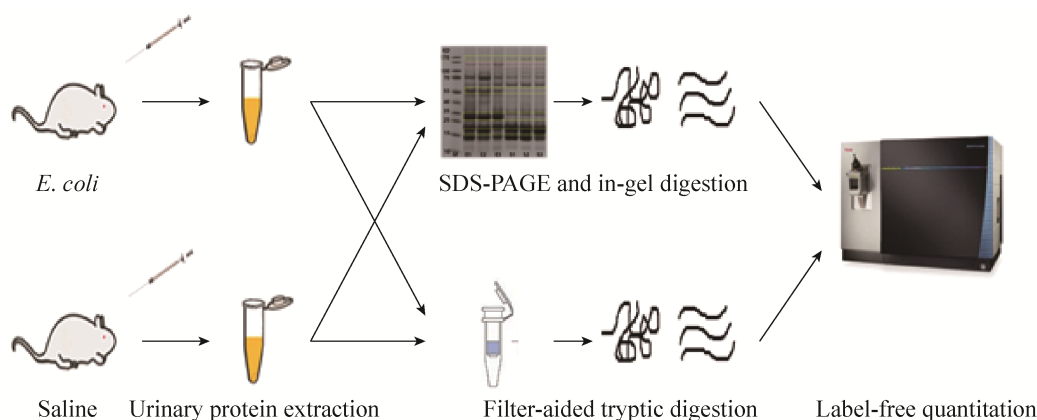 E. coli
SDS-PAGE and in-gel digestion
Saline
Urinary protein extraction
Filter-aided tryptic digestion
Label-free quantitation